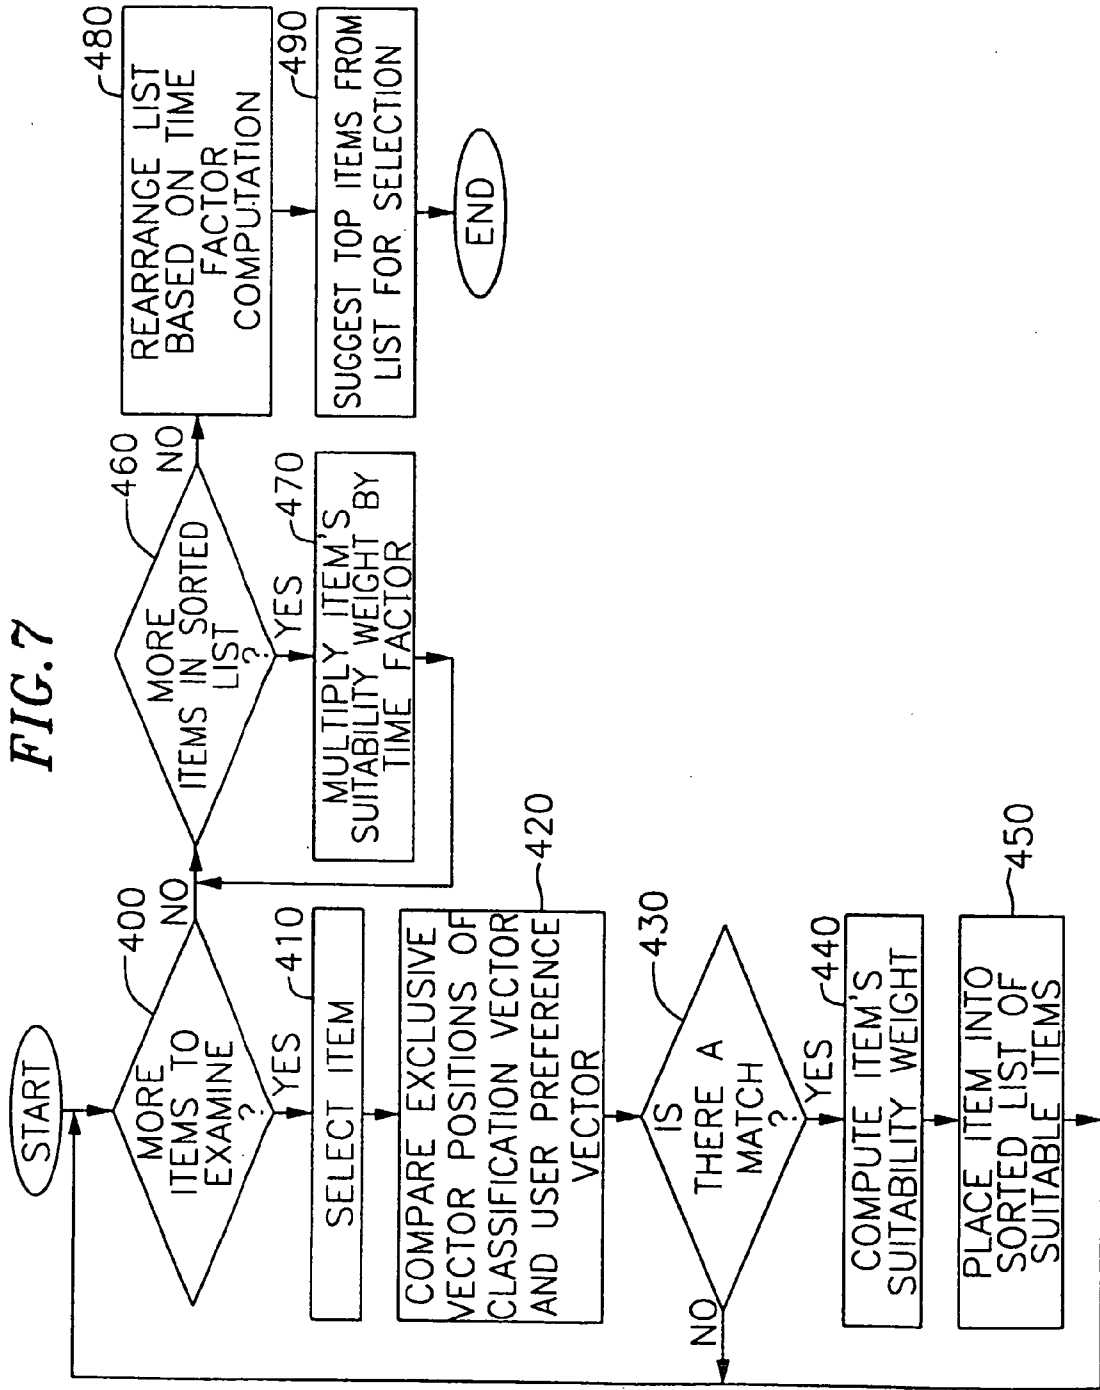 FIG. 7
START
400
MORE
ITEMS TO
EXAMINE
?
NO
YES
410
SELECT ITEM
420
COMPARE EXCLUSIVE
VECTOR POSITIONS OF
CLASSIFICATION VECTOR
AND USER PREFERENCE
VECTOR
430
IS
THERE A
MATCH
?
NO
YES
440
COMPUTE ITEM'S
SUITABILITY WEIGHT
450
PLACE ITEM INTO
SORTED LIST OF
SUITABLE ITEMS
460
MORE
ITEMS IN SORTED
LIST
?
NO
YES
470
MULTIPLY ITEM'S
SUITABILITY WEIGHT BY
TIME FACTOR
480
REARRANGE LIST
BASED ON TIME
FACTOR
COMPUTATION
490
SUGGEST TOP ITEMS FROM
LIST FOR SELECTION
END